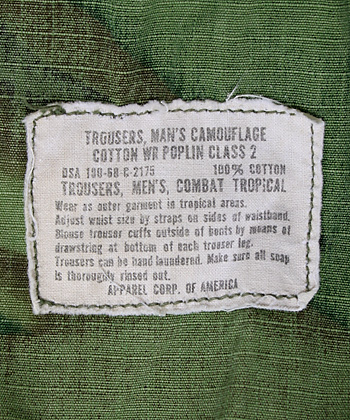 TROUSERS, MAN'S CAMOUFLAGE
COTTON WR POPLIN CLASS 2
DSA 100-68-C-2175 100% COTTON
TROUSERS, MEN'S, COMBAT TROPICAL
Wear as outer garment in tropical areas.
Adjust waist size by straps on sides of waistband.
Blouse trouser cuffs outside of boots by means of
drawstring at bottom of each trouser leg.
Trousers can be hand laundered. Make sure all soap
is thoroughly rinsed out.
APPAREL CORP. OF AMERICA